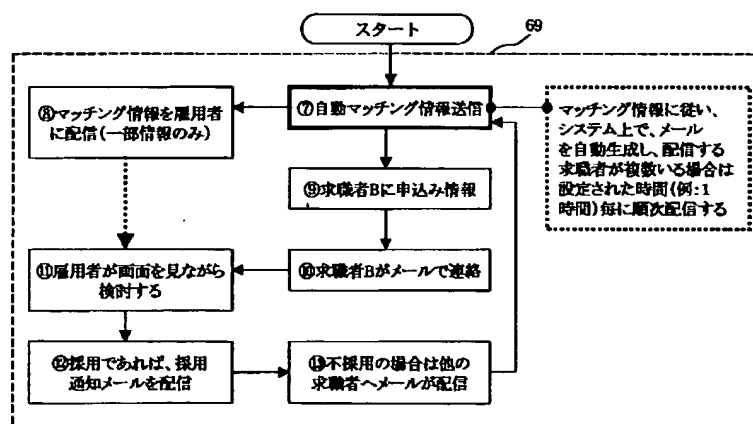 スタート
69
⑧マッチング情報を雇用者
に配信(一部情報のみ)
⑦自動マッチング情報送信
マッチング情報に従い、
システム上で、メール
を自動生成し、配信する
求職者が複数いる場合は
設定された時間(例:1
時間)毎に順次配信する
⑨求職者Bに申込み情報
⑪雇用者が画面を見ながら
検討する
⑩求職者Bがメールで連絡
⑫採用であれば、採用
通知メールを配信
⑬不採用の場合は他の
求職者へメールが配信